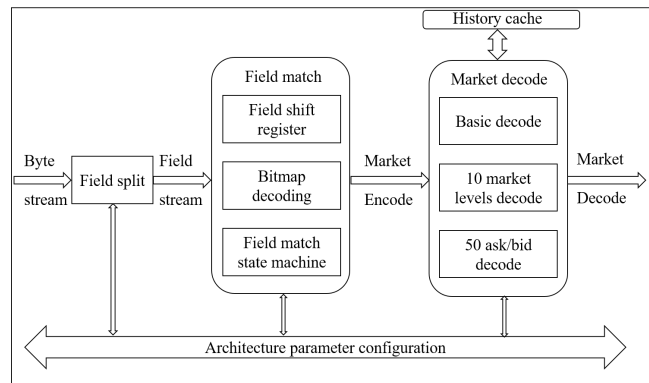 History cache
Field match
Market decode
Field shift
register
Basic decode
Byte
stream
Field split
Field
stream
Bitmap
decoding
Market
Encode
10 market
levels decode
Market
Decode
Field match
state machine
50 ask/bid
decode
Architecture parameter configuration